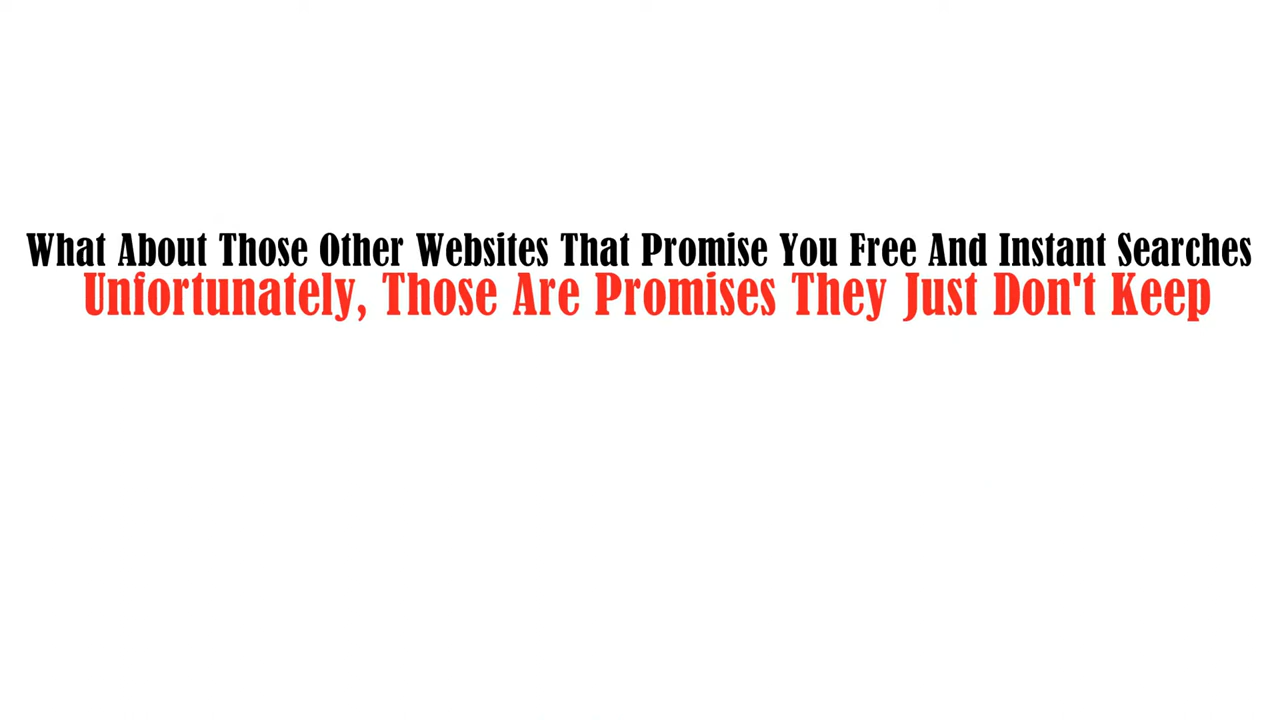 What About Those Other Websites That Promise You Free And Instant Searches
Unfortunately, Those Are Promises They Just Don't Keep